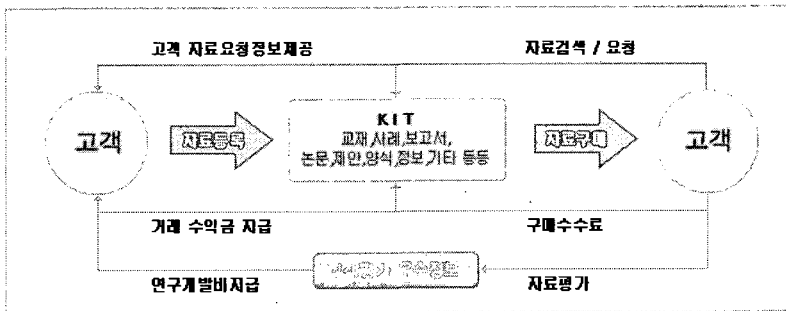 고객 자료요청정보제공
자료검색 / 요청
고객
자료등록
KIT
교재,사례,보고서,
논문,제안,양식,정보,기타 등등
자료구매
고객
거래 수익금 지급
구매수수료
연구개발비지급
자료평가